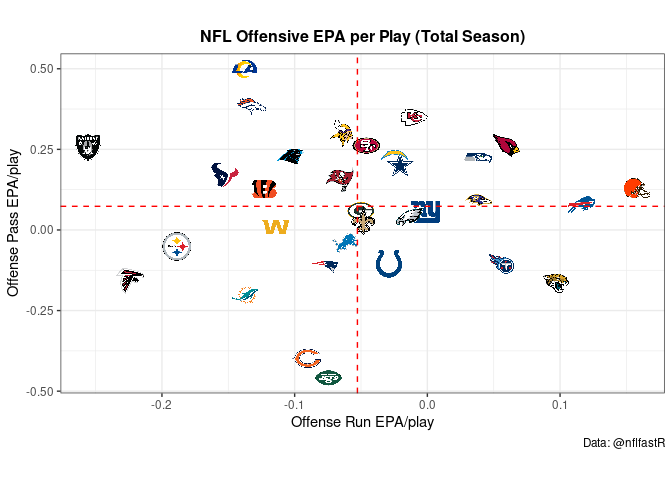 NFL Offensive EPA per Play (Total Season)
Offense Pass EPA/play
0.50
0.25
0.00
-0.25
-0.50
-0.2
-0.1
0.0
0.1
Offense Run EPA/play
Data: @nflfastR